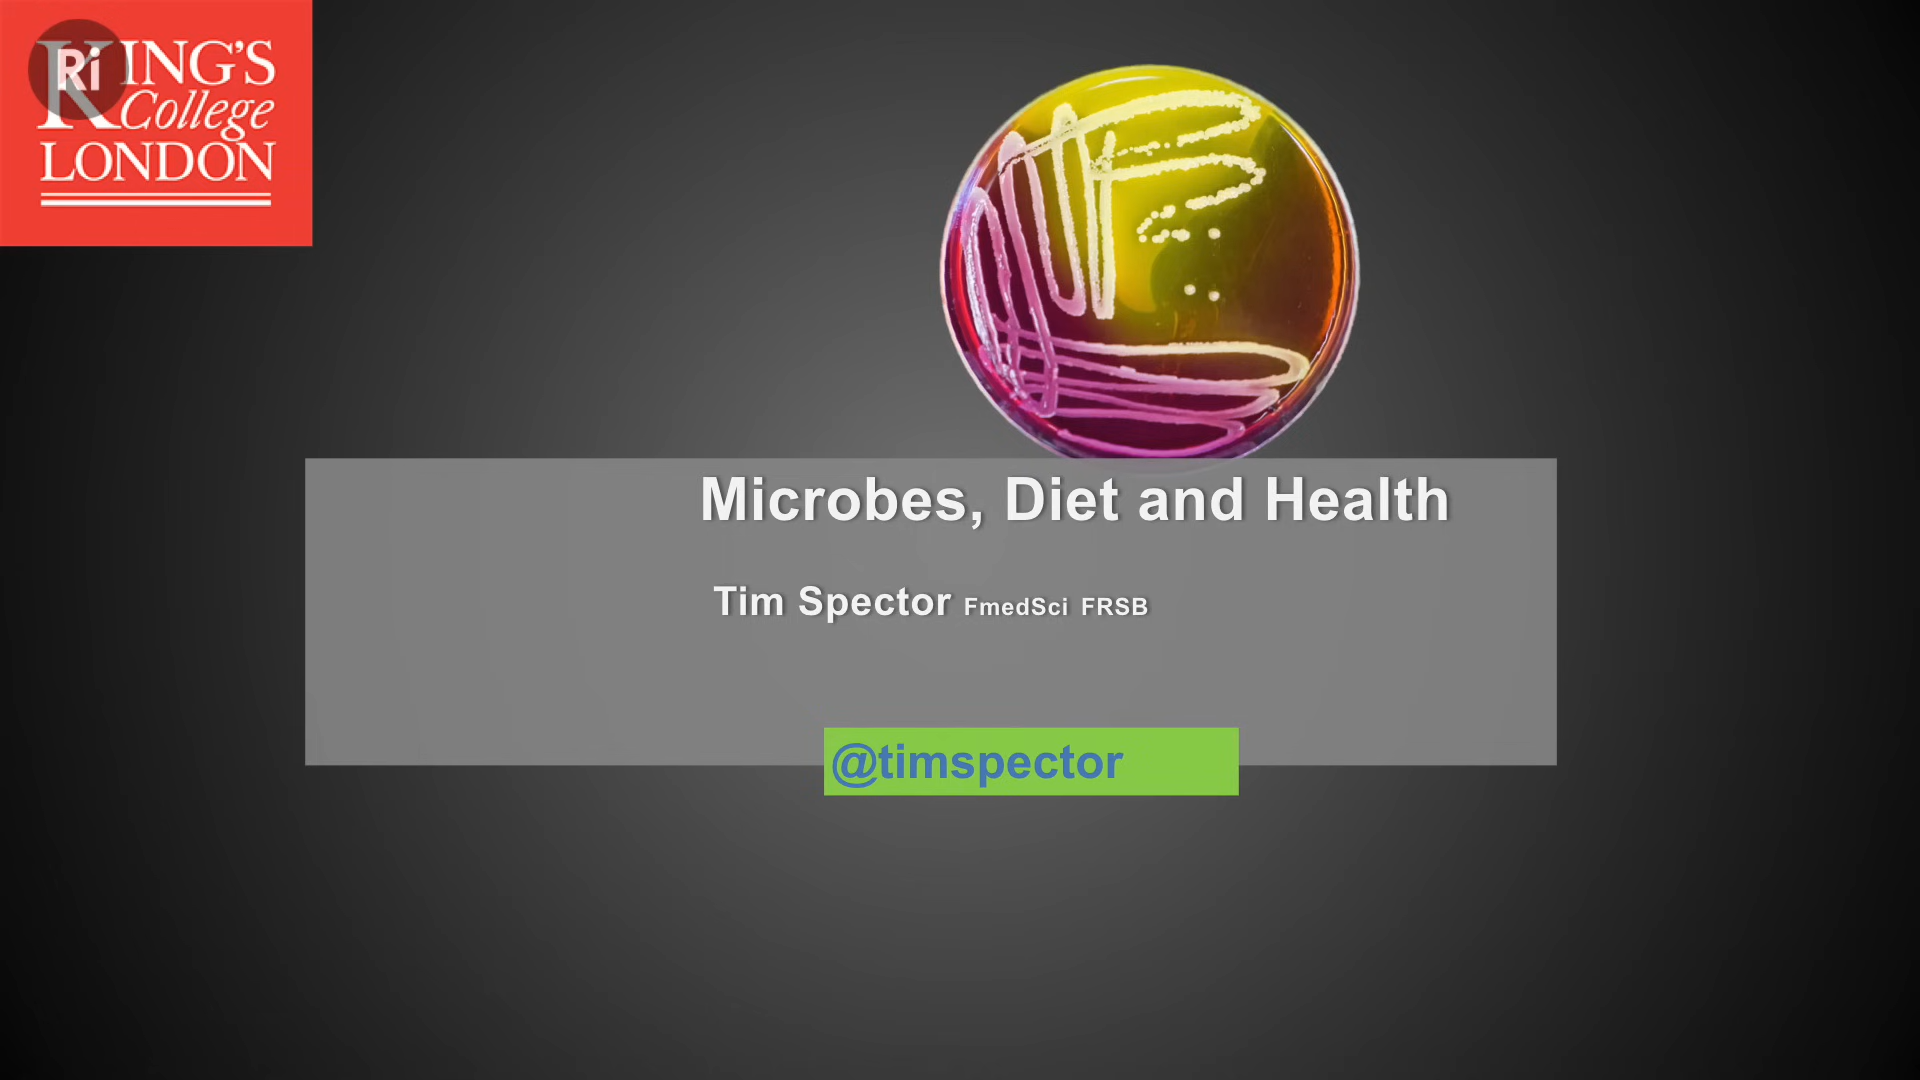 Ri
KING'S
College
LONDON
Microbes, Diet and Health
Tim Spector FmedSci FRSB
@timspector